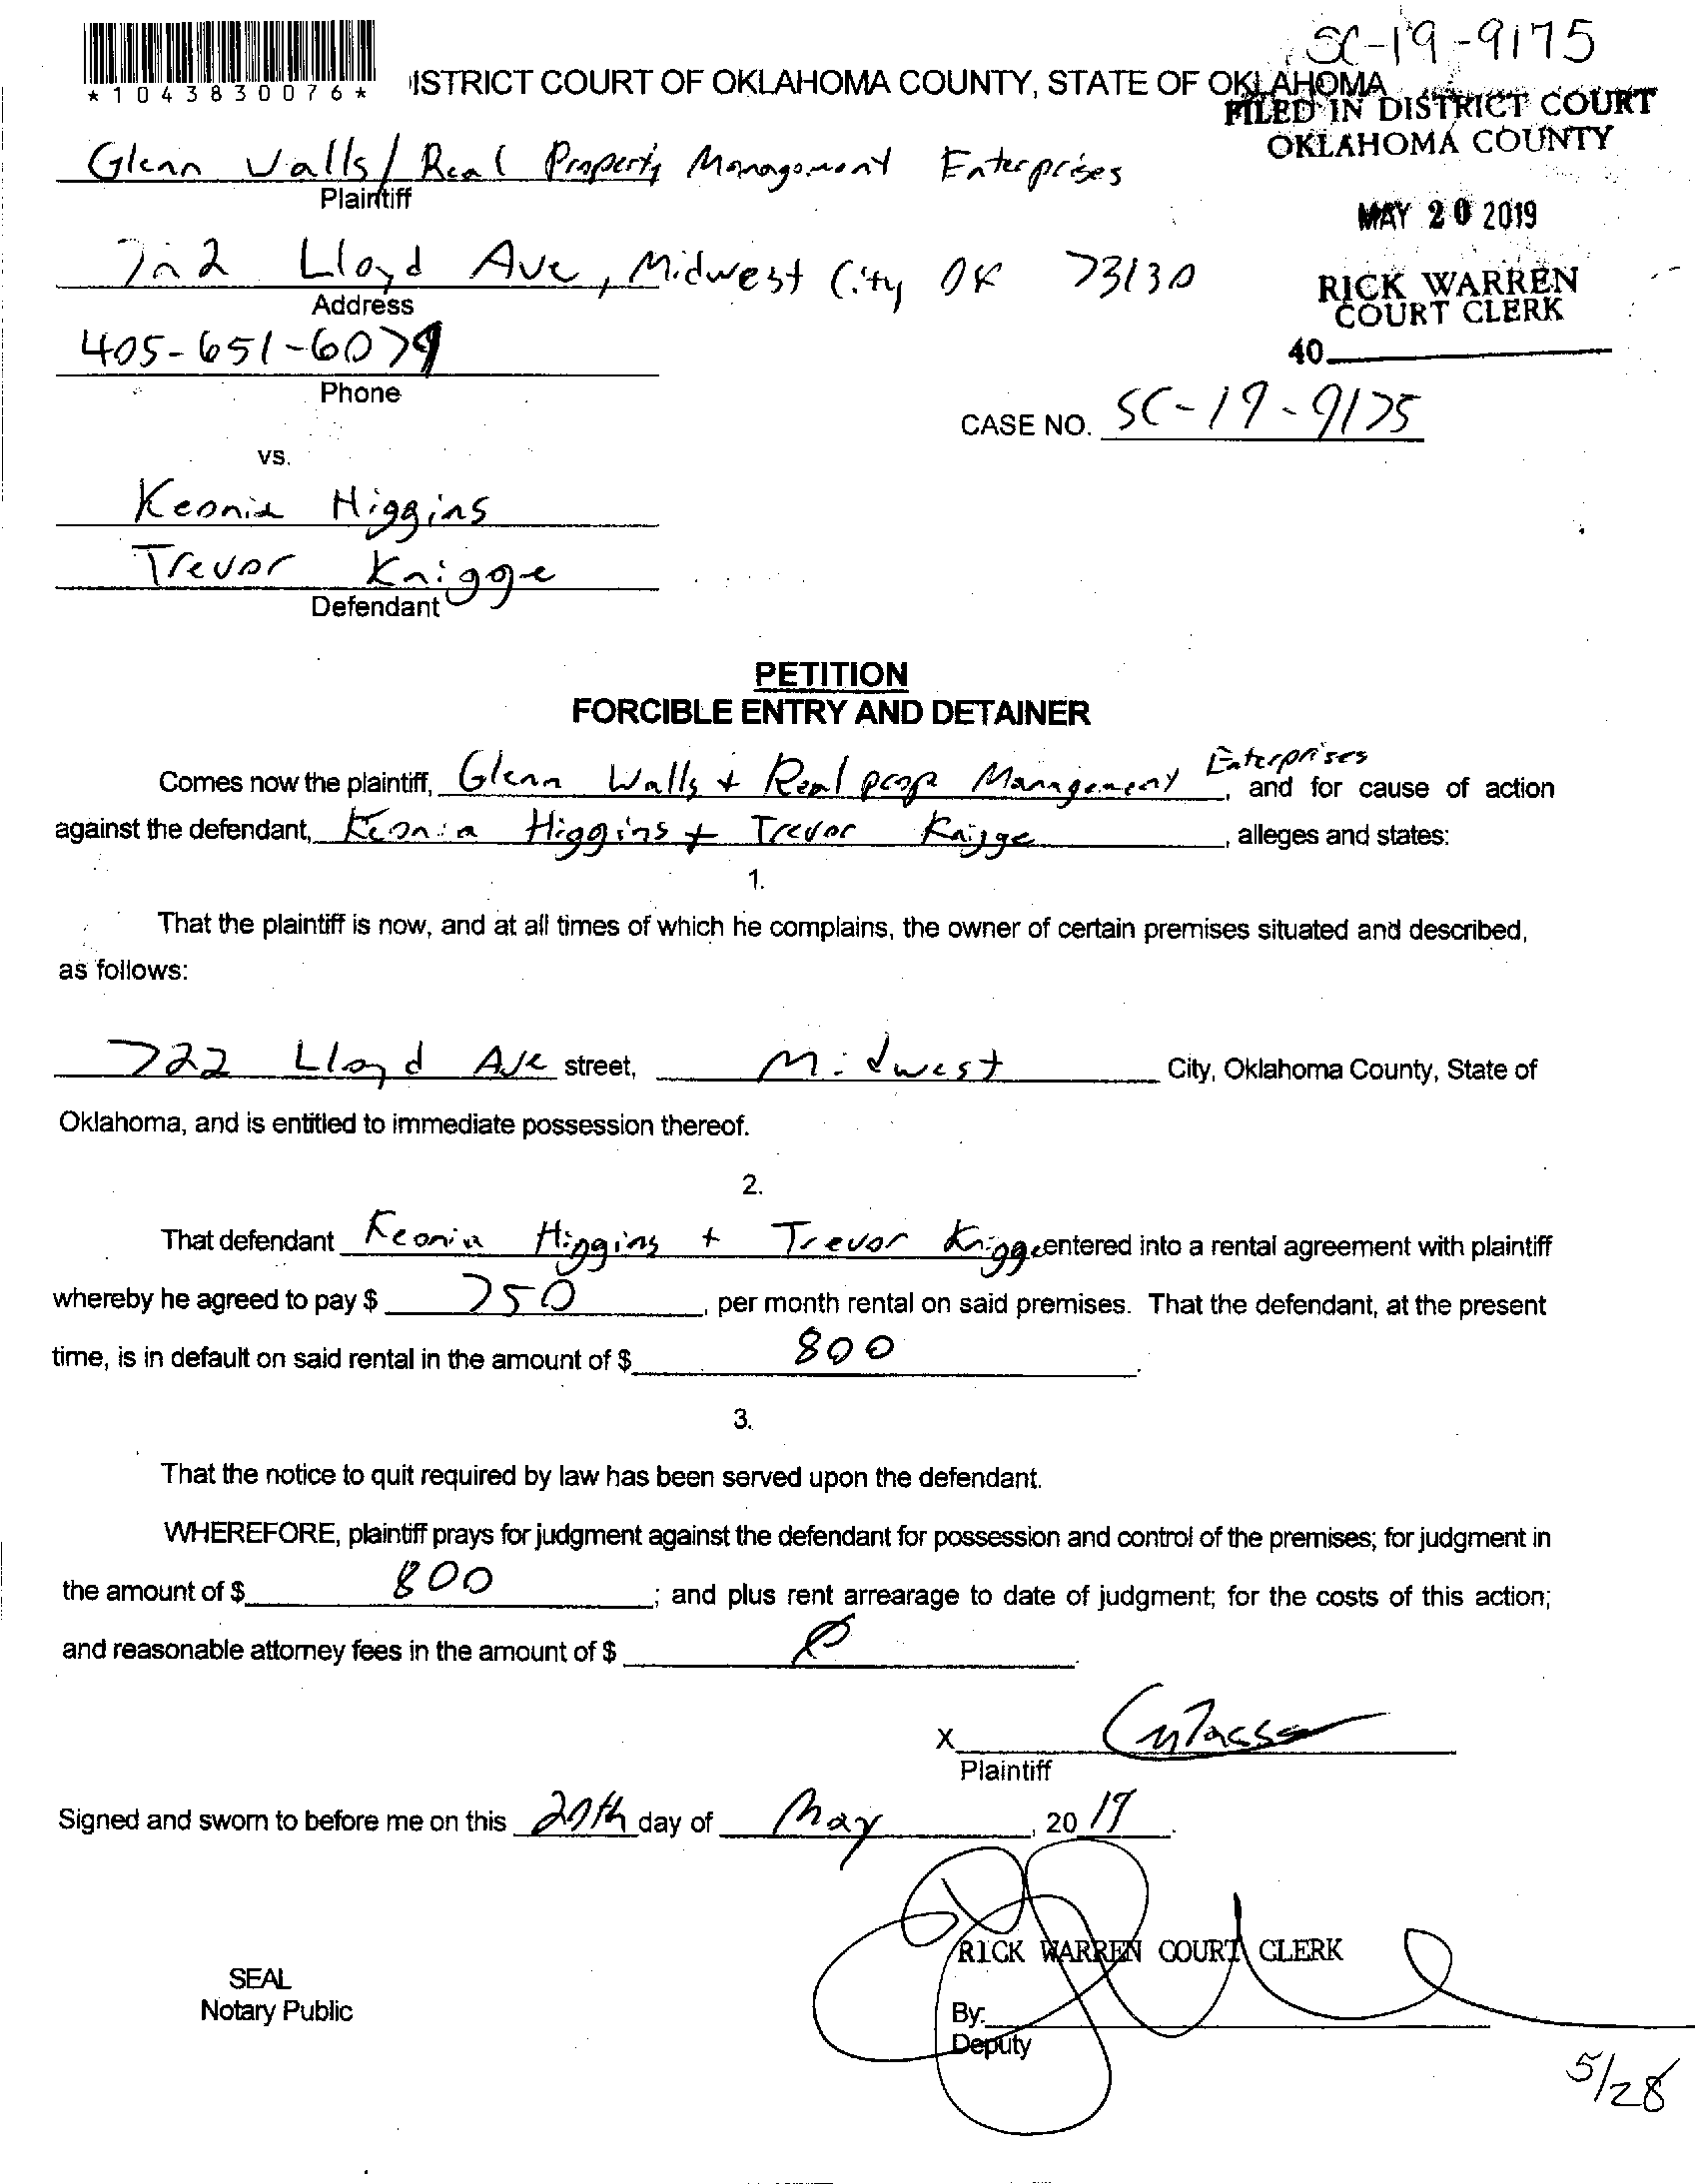 SC-19-9175
*1043830076*
ISTRICT COURT OF OKLAHOMA COUNTY, STATE OF OKLAHOMA
FILED IN DISTRICT COURT
OKLAHOMA COUNTY
Glenn Walls/ Real Property Management Enterprises
Plaintiff
MAY 20 2019
722 Lloyd Ave, Midwest City OK 73130
Address
RICK WARREN
COURT CLERK
405-651-6079
40
Phone
CASE NO. SC-19-9175
vs.
Keonia Higgins
Trevor Knigge
Defendant
PETITION
FORCIBLE ENTRY AND DETAINER
Comes now the plaintiff, Glenn Walls + Real prop Management Enterprises, and for cause of action
against the defendant, Keonia Higgins + Trevor Knigge, alleges and states:
1.
That the plaintiff is now, and at all times of which he complains, the owner of certain premises situated and described,
as follows:
722 Lloyd Ave street, Midwest City, Oklahoma County, State of
Oklahoma, and is entitled to immediate possession thereof.
2.
That defendant Keonia Higgins + Trevor Knigge entered into a rental agreement with plaintiff
whereby he agreed to pay $ 750, per month rental on said premises. That the defendant, at the present
time, is in default on said rental in the amount of $ 800.
3.
That the notice to quit required by law has been served upon the defendant.
WHEREFORE, plaintiff prays for judgment against the defendant for possession and control of the premises; for judgment in
the amount of $ 800; and plus rent arrearage to date of judgment; for the costs of this action;
and reasonable attorney fees in the amount of $ Ø.
X
Plaintiff
Signed and sworn to before me on this 20th day of May, 20 19.
RICK WARREN COURT CLERK
SEAL
Notary Public
By:
Deputy
5/28